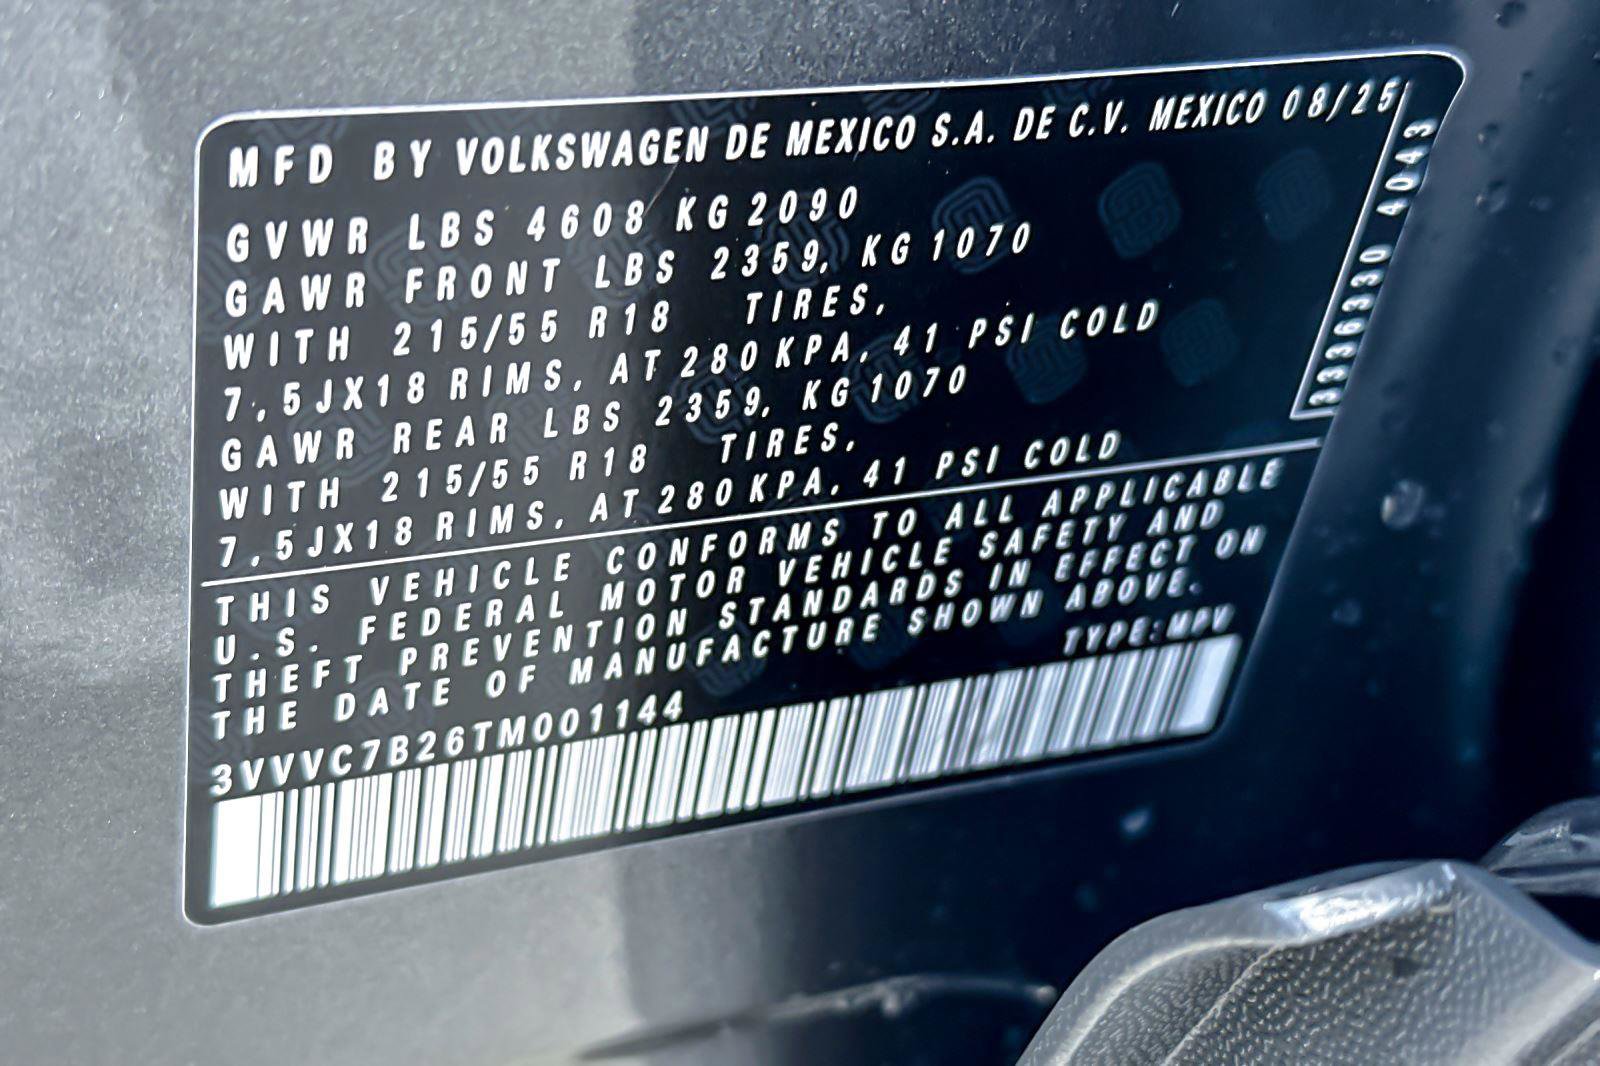 MFD BY VOLKSWAGEN DE MEXICO S.A. DE C.V. MEXICO 08/25
GVWR LBS 4608 KG 2090
GAWR FRONT LBS 2359, KG 1070
WITH 215/55 R18 TIRES,
7.5JX18 RIMS, AT 280 KPA, 41 PSI COLD
GAWR REAR LBS 2359, KG 1070
WITH 215/55 R18 TIRES,
7.5JX18 RIMS, AT 280 KPA, 41 PSI COLD
3336330 4043
THIS VEHICLE CONFORMS TO ALL APPLICABLE
U.S. FEDERAL MOTOR VEHICLE SAFETY AND
THEFT PREVENTION STANDARDS IN EFFECT ON
THE DATE OF MANUFACTURE SHOWN ABOVE.
TYPE:MPV
3VVVC7B26TM001144